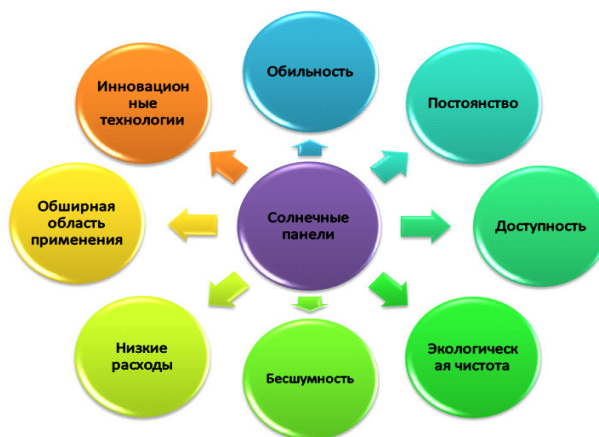 Обильность
Постоянство
Доступность
Экологическ
ая чистота
Бесшумность
Низкие
расходы
Обширная
область
применения
Инновацион
ные
технологии
Солнечные
панели